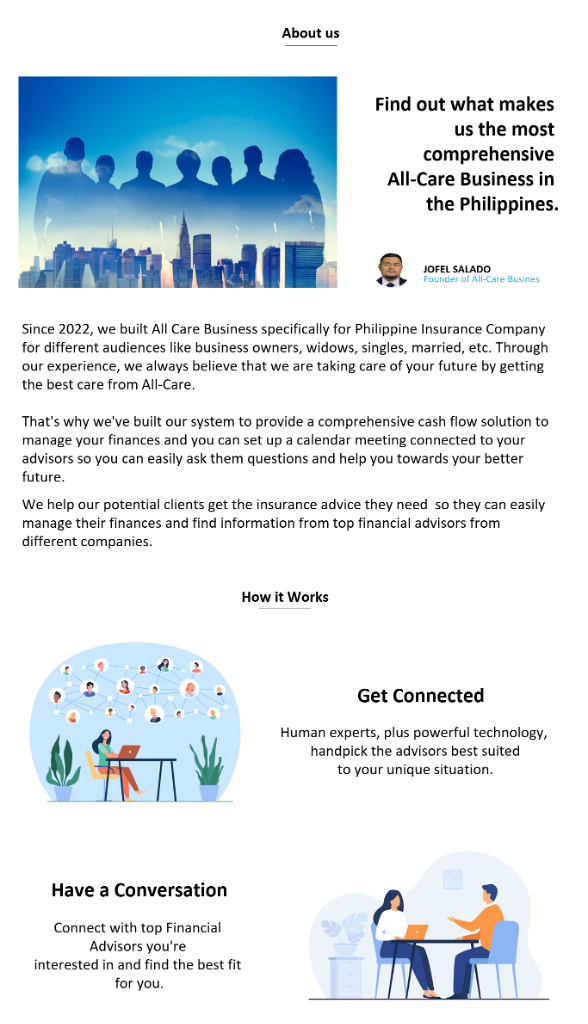 About us
Find out what makes
us the most
comprehensive
All-Care Business in
the Philippines.
JOFEL SALADO
Founder of All-Care Busines
Since 2022, we built All Care Business specifically for Philippine Insurance Company
for different audiences like business owners, widows, singles, married, etc. Through
our experience, we always believe that we are taking care of your future by getting
the best care from All-Care.
That's why we've built our system to provide a comprehensive cash flow solution to
manage your finances and you can set up a calendar meeting connected to your
advisors so you can easily ask them questions and help you towards your better
future.
We help our potential clients get the insurance advice they need so they can easily
manage their finances and find information from top financial advisors from
different companies.
How it Works
Get Connected
Human experts, plus powerful technology,
handpick the advisors best suited
to your unique situation.
Have a Conversation
Connect with top Financial
Advisors you're
interested in and find the best fit
for you.